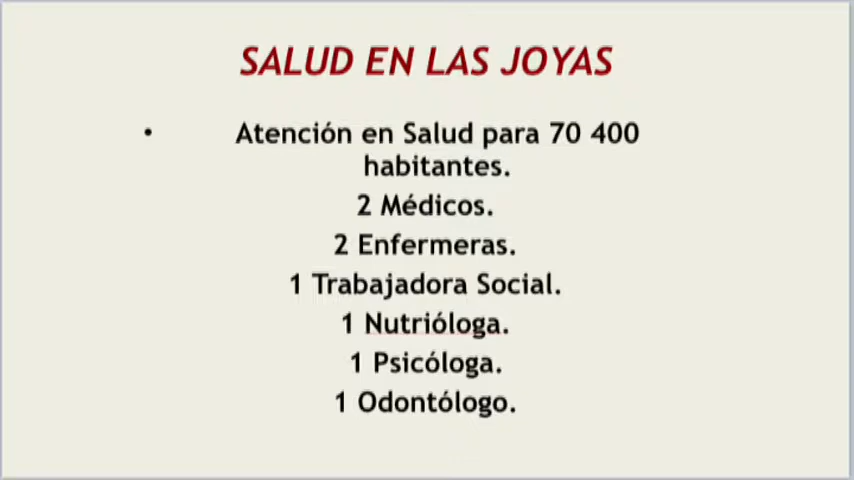 SALUD EN LAS JOYAS
• Atención en Salud para 70 400
habitantes.
2 Médicos.
2 Enfermeras.
1 Trabajadora Social.
1 Nutrióloga.
1 Psicóloga.
1 Odontólogo.